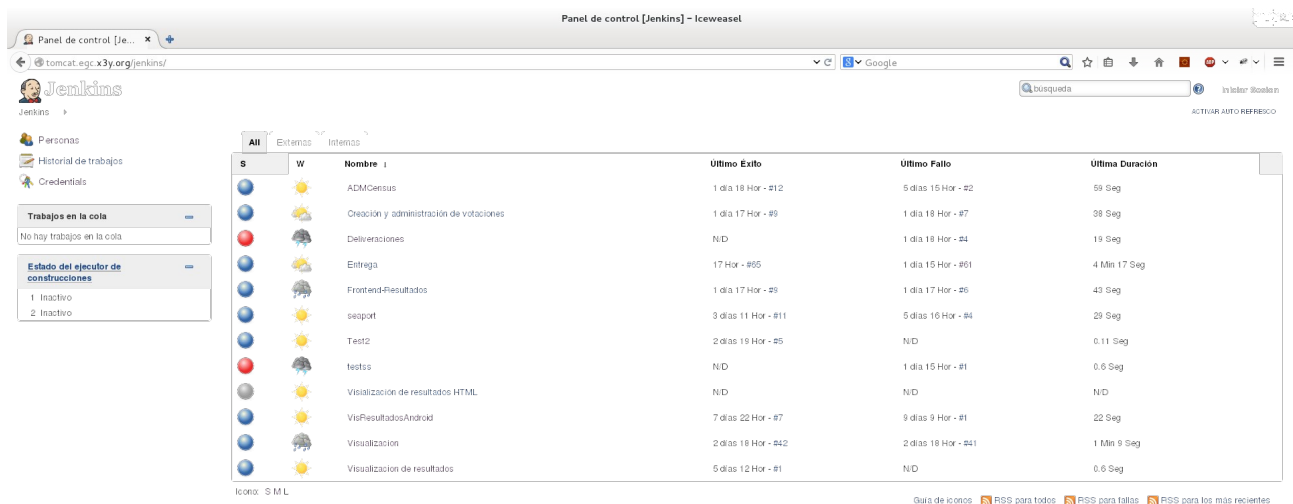 Panel de control [Jenkins] - Iceweasel
Panel de control [Je...
tomcat.egc.x3y.org/jenkins/
Google
Jenkins
búsqueda
Iniciar Sesion
Jenkins
ACTIVAR AUTO REFRESCO
Personas
Historial de trabajos
Credentials
Trabajos en la cola
No hay trabajos en la cola
Estado del ejecutor de
construcciones
1 Inactivo
2 Inactivo
All Externas Internas
S W Nombre ↓ Último Éxito Último Fallo Última Duración
ADMCensus 1 día 18 Hor - #12 5 días 15 Hor - #2 59 Seg
Creación y administración de votaciones 1 día 17 Hor - #9 1 día 18 Hor - #7 38 Seg
Deliveraciones N/D 1 día 18 Hor - #4 19 Seg
Entrega 17 Hor - #65 1 día 15 Hor - #61 4 Min 17 Seg
Frontend-Resultados 1 día 17 Hor - #9 1 día 17 Hor - #6 43 Seg
seaport 3 días 11 Hor - #11 5 días 16 Hor - #4 29 Seg
Test2 2 días 19 Hor - #5 N/D 0.11 Seg
testss N/D 1 día 15 Hor - #1 0.6 Seg
Visialización de resultados HTML N/D N/D N/D
VisResultadosAndroid 7 días 22 Hor - #7 9 días 9 Hor - #1 22 Seg
Visualización 2 días 18 Hor - #42 2 días 18 Hor - #41 1 Min 9 Seg
Visualizacion de resultados 5 días 12 Hor - #1 N/D 0.6 Seg
Icono: S M L
Guía de iconos RSS para todos RSS para fallas RSS para los más recientes